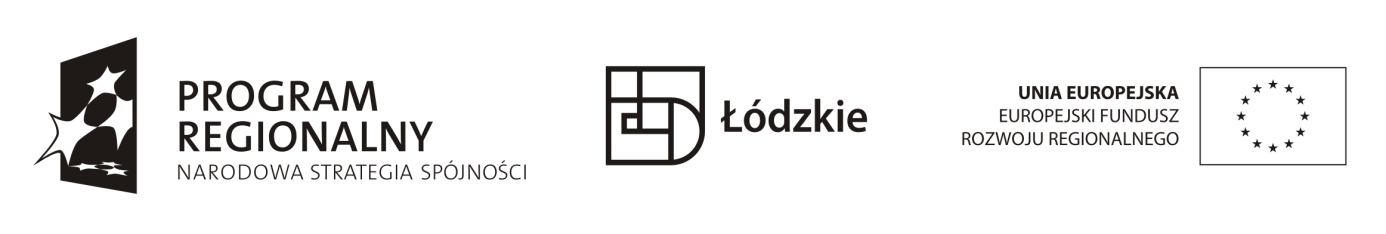 PROGRAM
REGIONALNY
NARODOWA STRATEGIA SPÓJNOŚCI
Łódzkie
UNIA EUROPEJSKA
EUROPEJSKI FUNDUSZ
ROZWOJU REGIONALNEGO